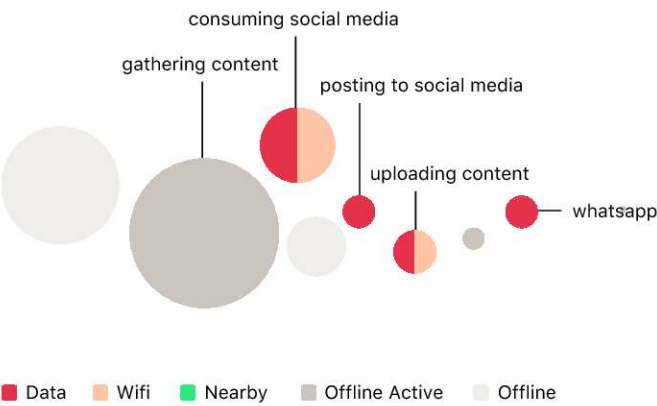 consuming social media
gathering content
posting to social media
uploading content
whatsapp
Data
Wifi
Nearby
Offline Active
Offline